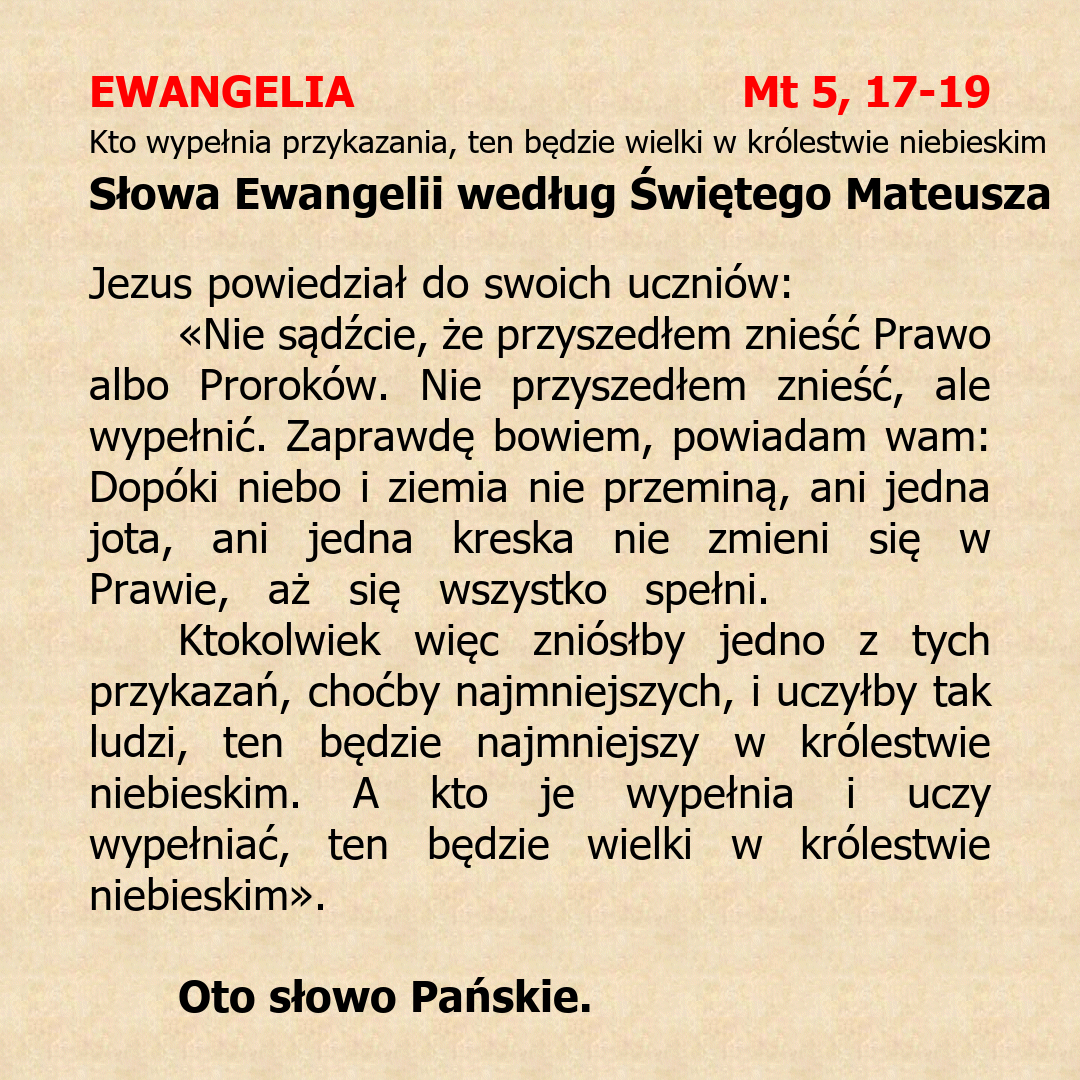 EWANGELIA Mt 5, 17-19
Kto wypełnia przykazania, ten będzie wielki w królestwie niebieskim
Słowa Ewangelii według Świętego Mateusza
Jezus powiedział do swoich uczniów:
«Nie sądźcie, że przyszedłem znieść Prawo
albo Proroków. Nie przyszedłem znieść, ale
wypełnić. Zaprawdę bowiem, powiadam wam:
Dopóki niebo i ziemia nie przeminą, ani jedna
jota, ani jedna kreska nie zmieni się w
Prawie, aż się wszystko spełni.
Ktokolwiek więc zniósłby jedno z tych
przykazań, choćby najmniejszych, i uczyłby tak
ludzi, ten będzie najmniejszy w królestwie
niebieskim. A kto je wypełnia i uczy
wypełniać, ten będzie wielki w królestwie
niebieskim».
Oto słowo Pańskie.